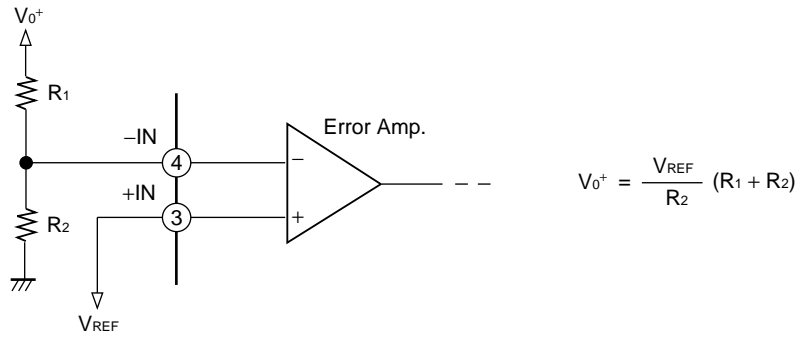 V₀⁺
R₁
R₂
−IN
4
+IN
3
VREF
Error Amp.
−
+
V₀⁺ = VREF / R₂ (R₁ + R₂)